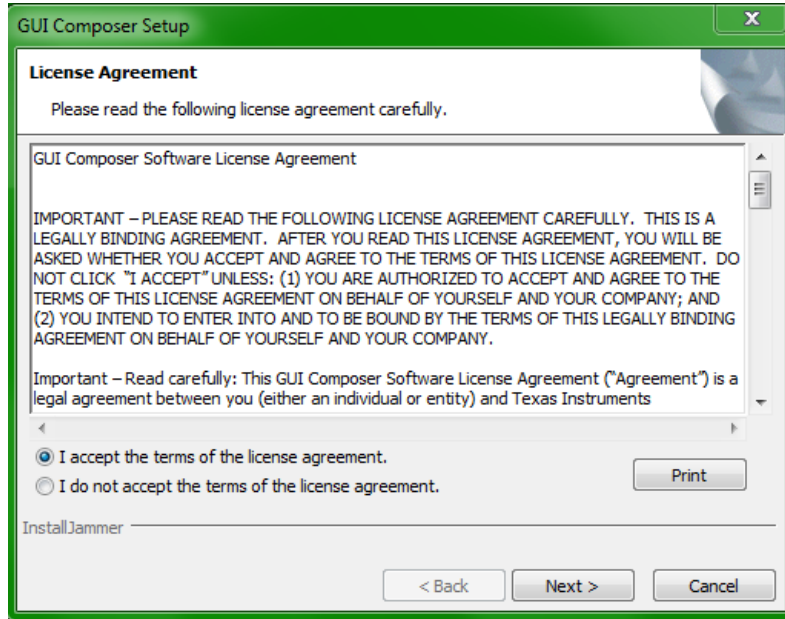 GUI Composer Setup
x
License Agreement
Please read the following license agreement carefully.
GUI Composer Software License Agreement
IMPORTANT – PLEASE READ THE FOLLOWING LICENSE AGREEMENT CAREFULLY.  THIS IS A
LEGALLY BINDING AGREEMENT.  AFTER YOU READ THIS LICENSE AGREEMENT, YOU WILL BE
ASKED WHETHER YOU ACCEPT AND AGREE TO THE TERMS OF THIS LICENSE AGREEMENT.  DO
NOT CLICK  “I ACCEPT” UNLESS: (1) YOU ARE AUTHORIZED TO ACCEPT AND AGREE TO THE
TERMS OF THIS LICENSE AGREEMENT ON BEHALF OF YOURSELF AND YOUR COMPANY; AND
(2) YOU INTEND TO ENTER INTO AND TO BE BOUND BY THE TERMS OF THIS LEGALLY BINDING
AGREEMENT ON BEHALF OF YOURSELF AND YOUR COMPANY.
Important – Read carefully: This GUI Composer Software License Agreement (“Agreement”) is a
legal agreement between you (either an individual or entity) and Texas Instruments
I accept the terms of the license agreement.
I do not accept the terms of the license agreement.
Print
InstallJammer
< Back
Next >
Cancel